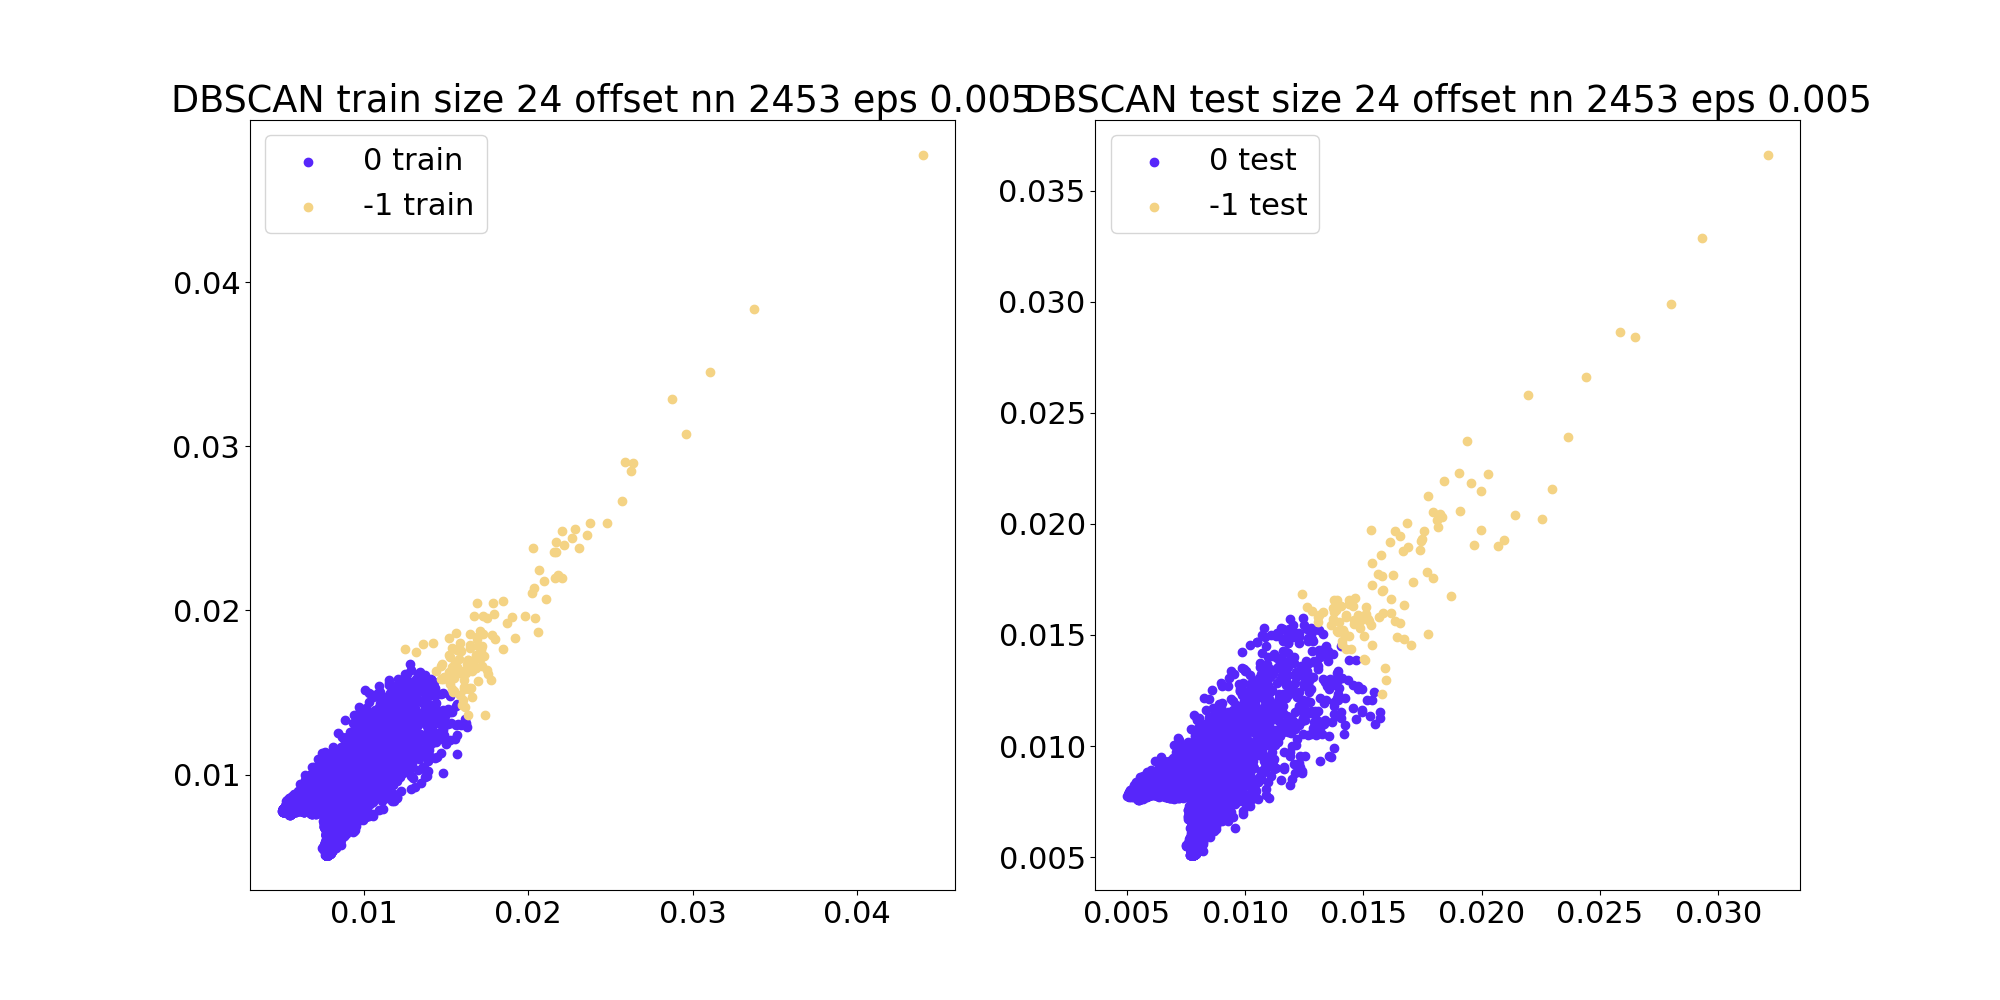 DBSCAN train size 24 offset nn 2453 eps 0.005
0 train
-1 train
0.04
0.03
0.02
0.01
0.01 0.02 0.03 0.04
DBSCAN test size 24 offset nn 2453 eps 0.005
0 test
-1 test
0.035
0.030
0.025
0.020
0.015
0.010
0.005
0.005 0.010 0.015 0.020 0.025 0.030